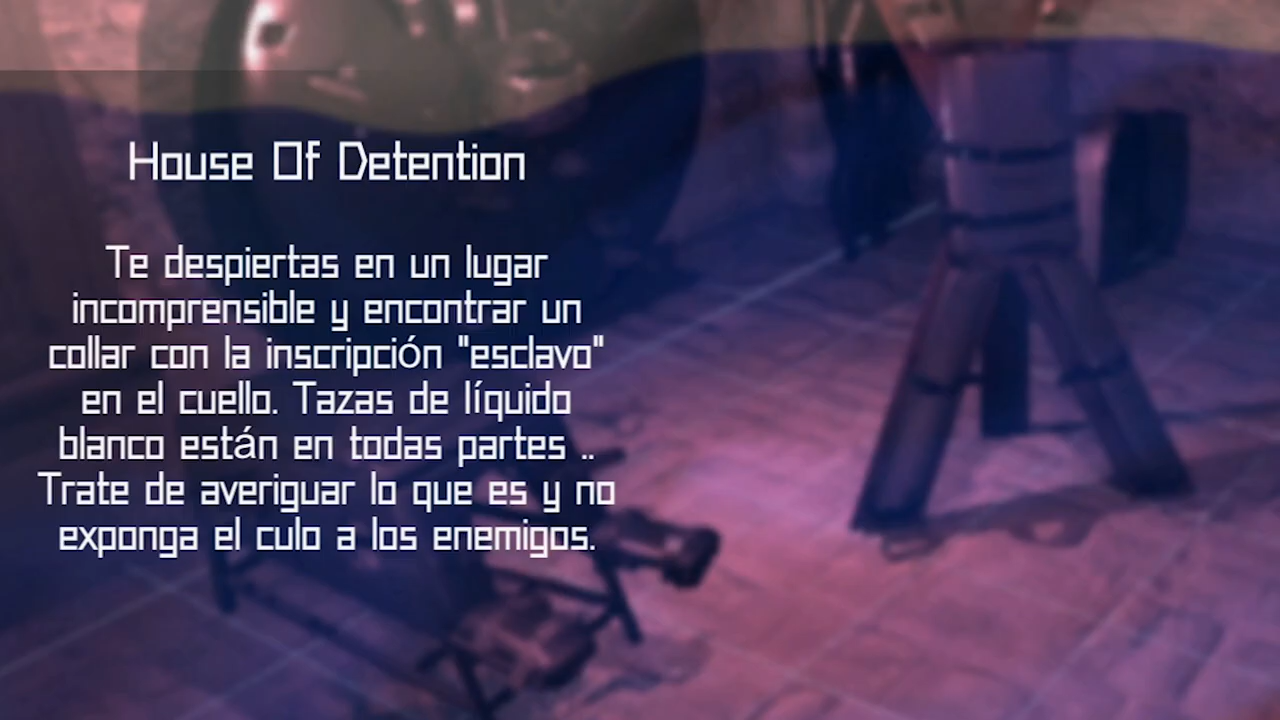 House Of Detention
Te despiertas en un lugar
incomprensible y encontrar un
collar con la inscripción "esclavo"
en el cuello. Tazas de líquido
blanco están en todas partes ..
Trate de averiguar lo que es y no
exponga el culo a los enemigos.